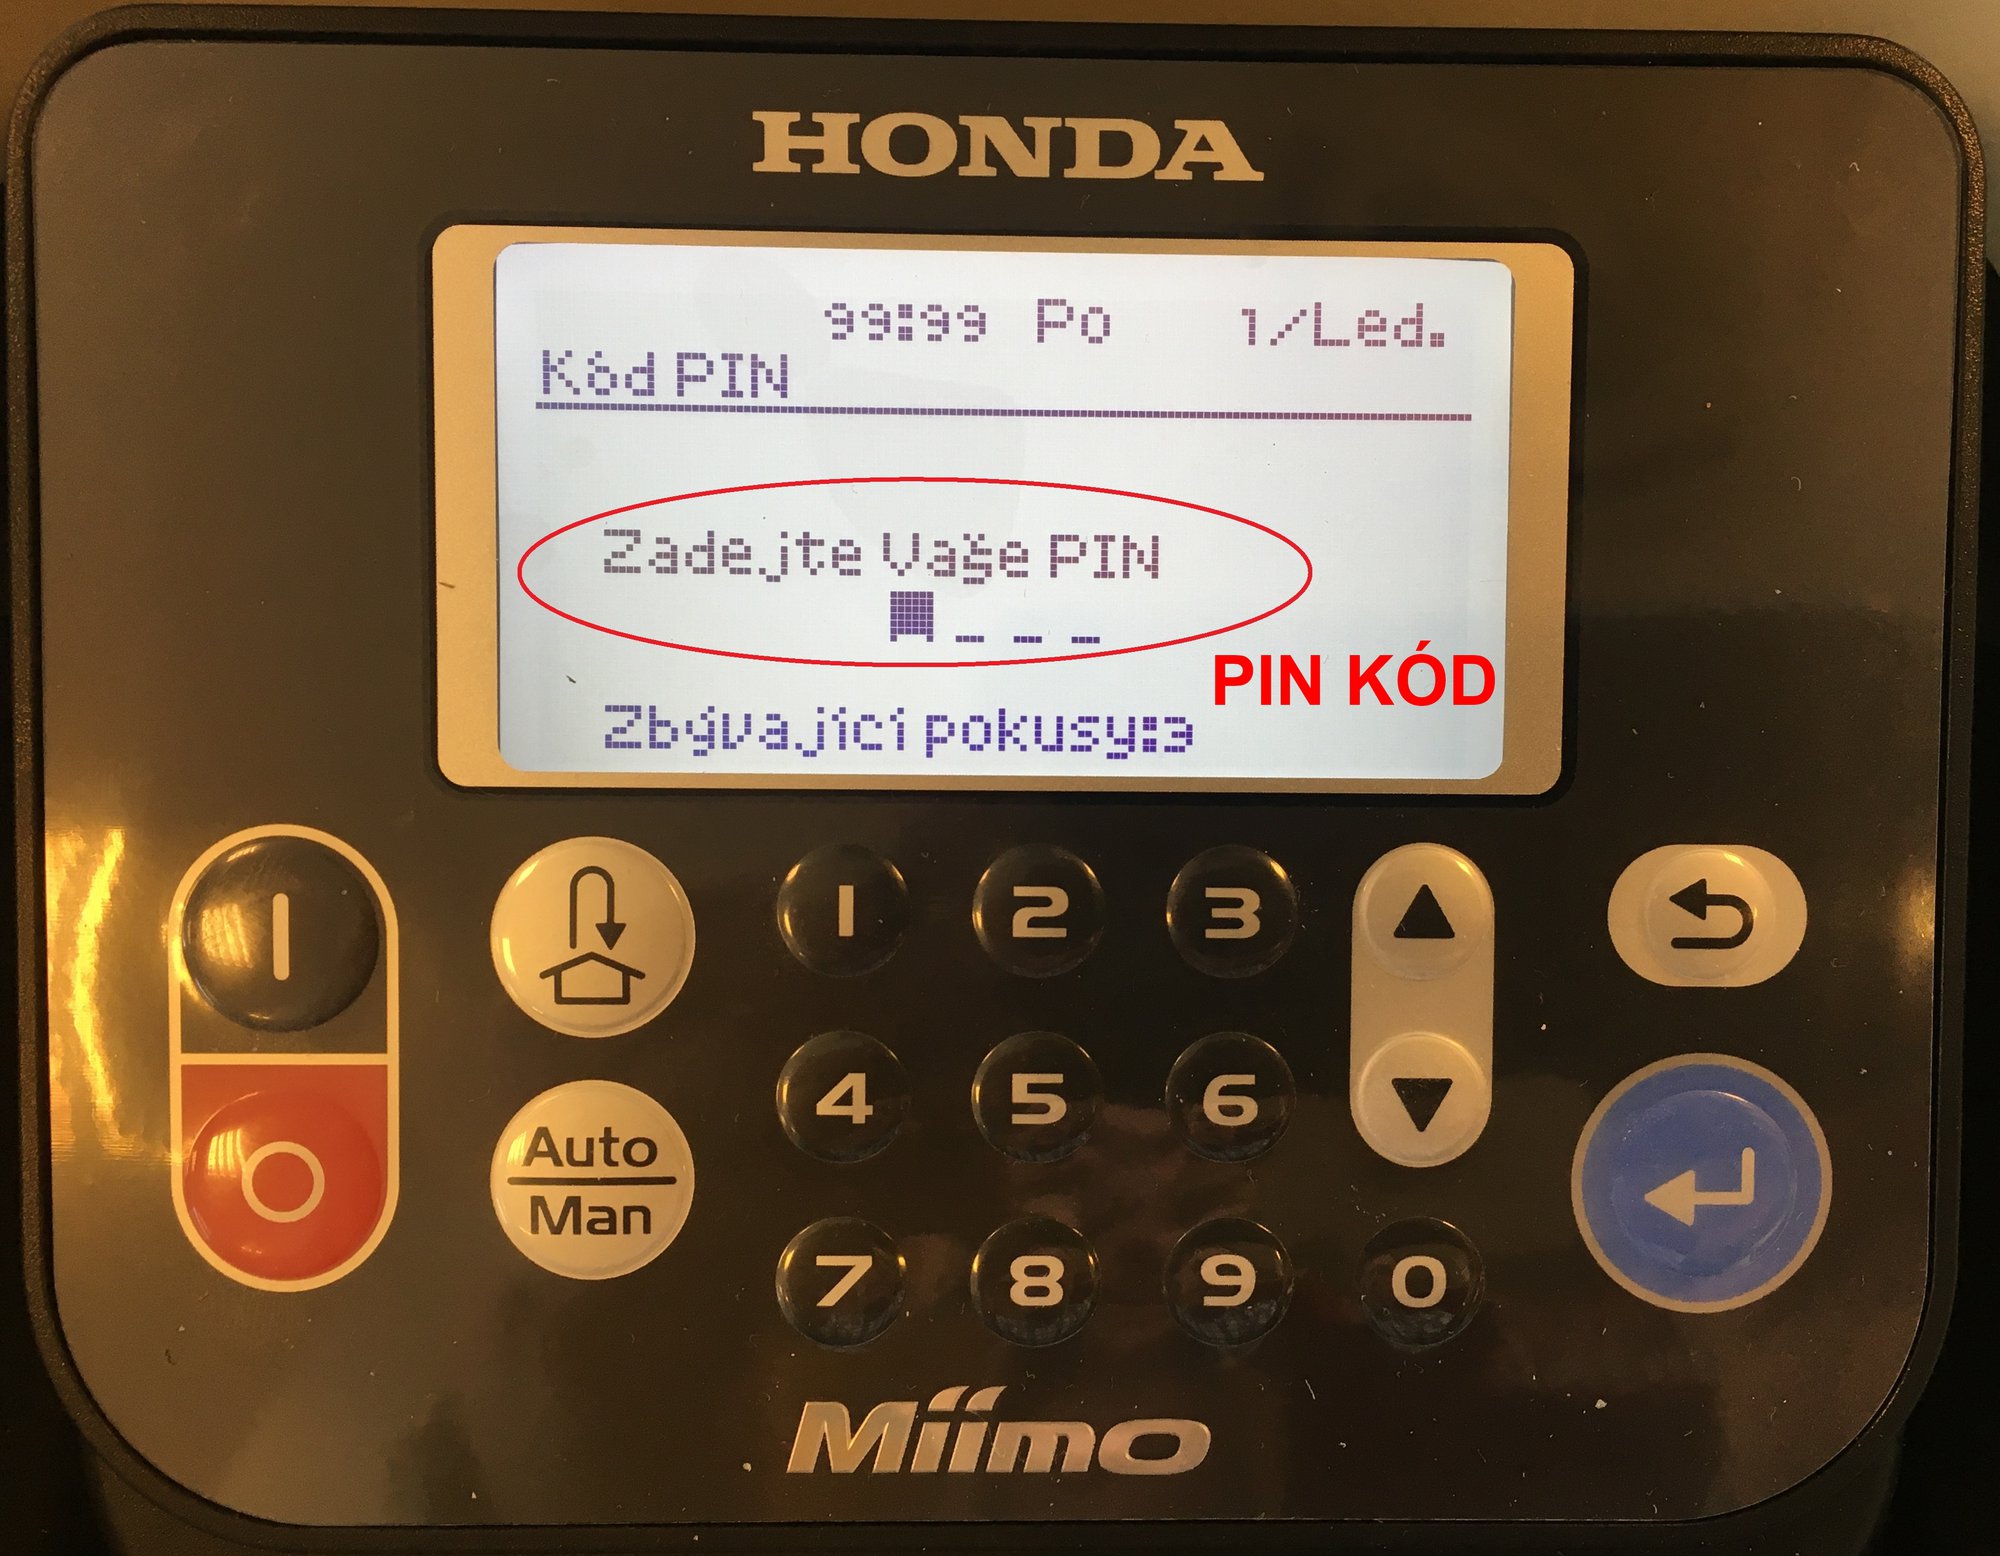 HONDA
99:99 Po 1/Led.
Kód PIN
Zadejte Vaše PIN
_ _ _
PIN KÓD
Zbývající pokusy:3
1 2 3
Auto
Man
4 5 6
7 8 9 0
Miimo